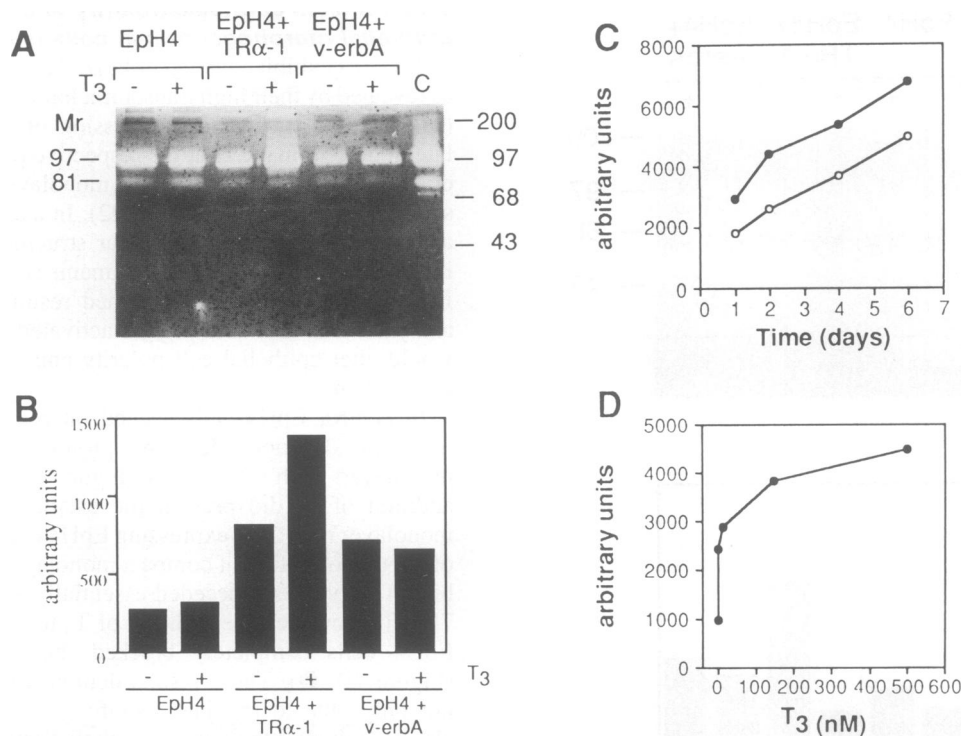 A
EpH4
EpH4+
TRα-1
EpH4+
v-erbA
T3 - + - + - + C
Mr
97
81
200
97
68
43
B
1500
1000
500
0
arbitrary units
- + - + - + T3
EpH4
EpH4 +
TRα-1
EpH4 +
v-erbA
C
8000
6000
4000
2000
0
arbitrary units
0 1 2 3 4 5 6 7
Time (days)
D
5000
4000
3000
2000
1000
0
arbitrary units
0 100 200 300 400 500 600
T3 (nM)